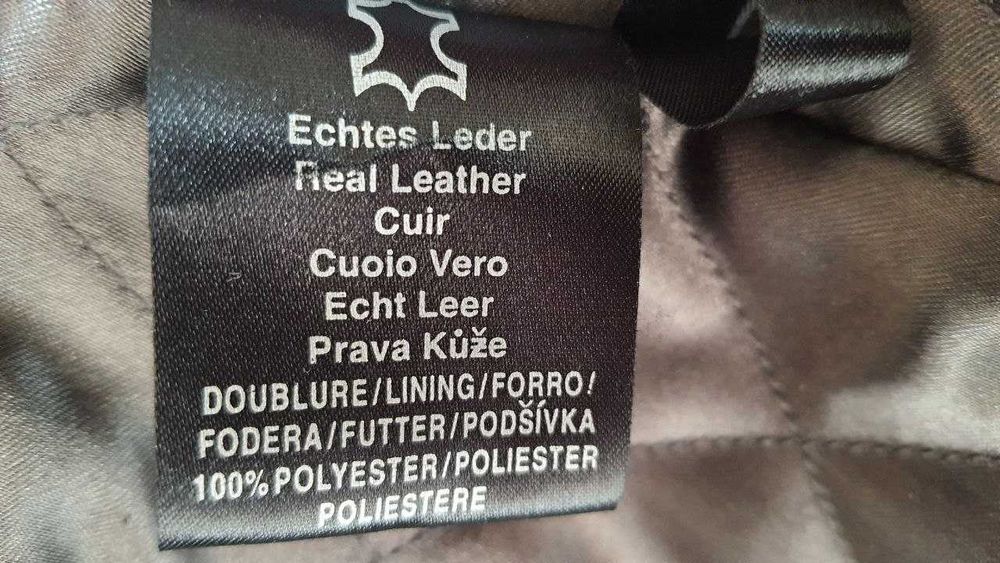 Echtes Leder
Real Leather
Cuir
Cuoio Vero
Echt Leer
Prava Kůže
DOUBLURE/LINING/FORRO/
FODERA/FUTTER/PODŠÍVKA
100% POLYESTER/POLIESTER
POLIESTERE